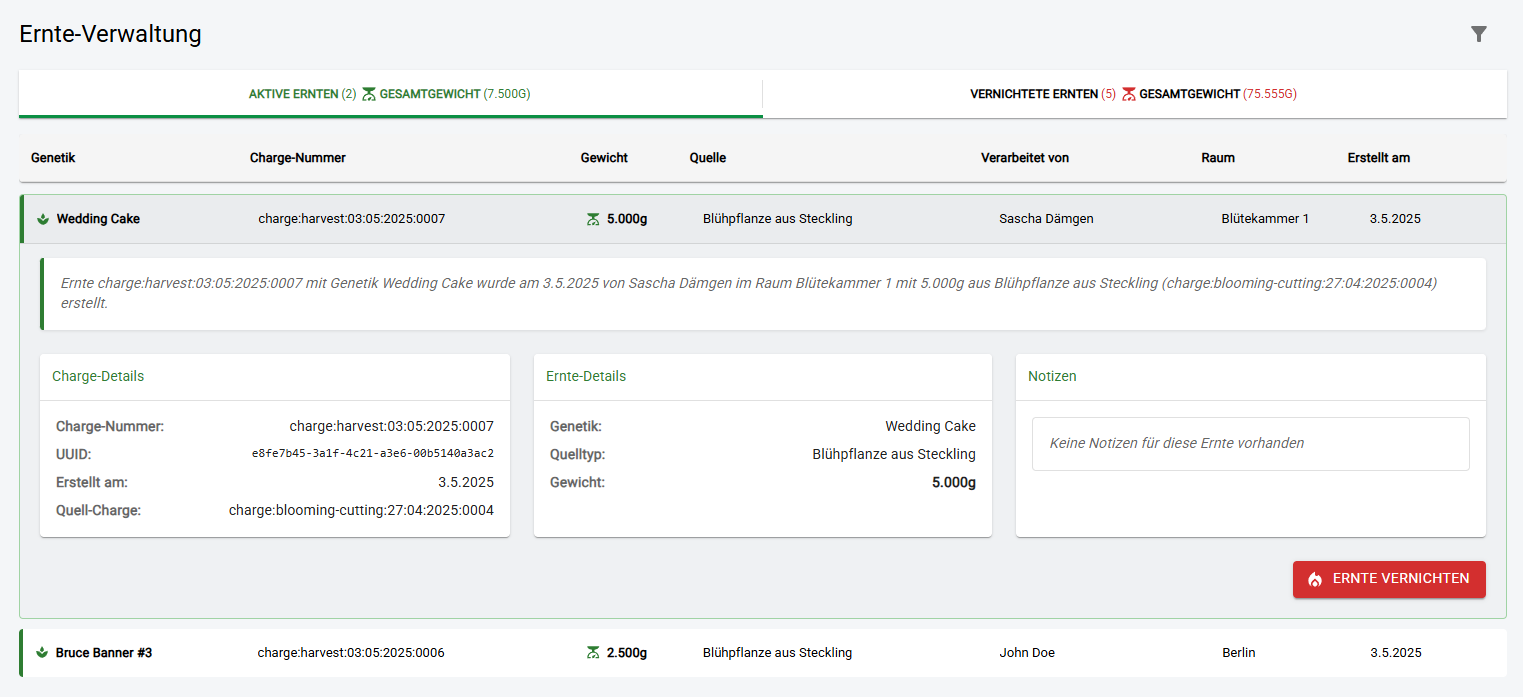 Ernte-Verwaltung
AKTIVE ERNTEN (2) GESAMTGEWICHT (7.500G)
VERNICHTETE ERNTEN (5) GESAMTGEWICHT (75.555G)
Genetik Charge-Nummer Gewicht Quelle Verarbeitet von Raum Erstellt am
Wedding Cake charge:harvest:03:05:2025:0007 5.000g Blühpflanze aus Steckling Sascha Dämgen Blütekammer 1 3.5.2025
Ernte charge:harvest:03:05:2025:0007 mit Genetik Wedding Cake wurde am 3.5.2025 von Sascha Dämgen im Raum Blütekammer 1 mit 5.000g aus Blühpflanze aus Steckling (charge:blooming-cutting:27:04:2025:0004)
erstellt.
Charge-Details
Charge-Nummer: charge:harvest:03:05:2025:0007
UUID: e8fe7b45-3a1f-4c21-a3e6-00b5140a3ac2
Erstellt am: 3.5.2025
Quell-Charge: charge:blooming-cutting:27:04:2025:0004
Ernte-Details
Genetik: Wedding Cake
Quelltyp: Blühpflanze aus Steckling
Gewicht: 5.000g
Notizen
Keine Notizen für diese Ernte vorhanden
ERNTE VERNICHTEN
Bruce Banner #3 charge:harvest:03:05:2025:0006 2.500g Blühpflanze aus Steckling John Doe Berlin 3.5.2025